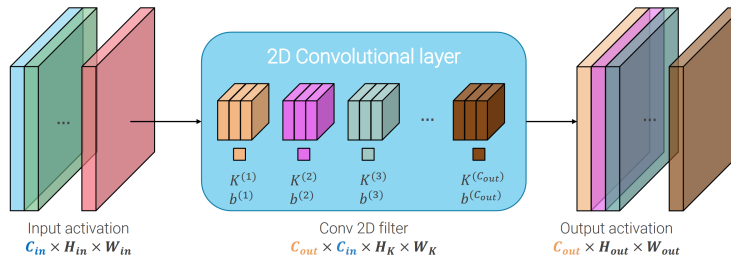 2D Convolutional layer
...
...
...
K^(1) K^(2) K^(3) K^(C_out)
b^(1) b^(2) b^(3) b^(C_out)
Input activation
C_in × H_in × W_in
Conv 2D filter
C_out × C_in × H_K × W_K
Output activation
C_out × H_out × W_out